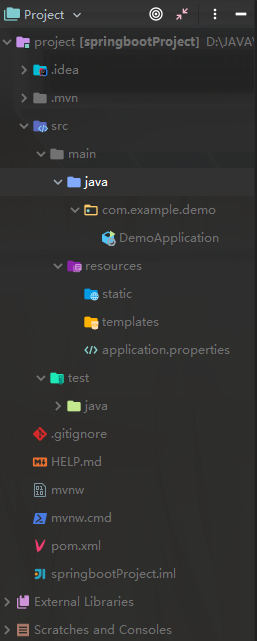 Project
project [springbootProject] D:\JAVA\
.idea
.mvn
src
main
java
com.example.demo
DemoApplication
resources
static
templates
application.properties
test
java
.gitignore
HELP.md
mvnw
mvnw.cmd
pom.xml
springbootProject.iml
External Libraries
Scratches and Consoles